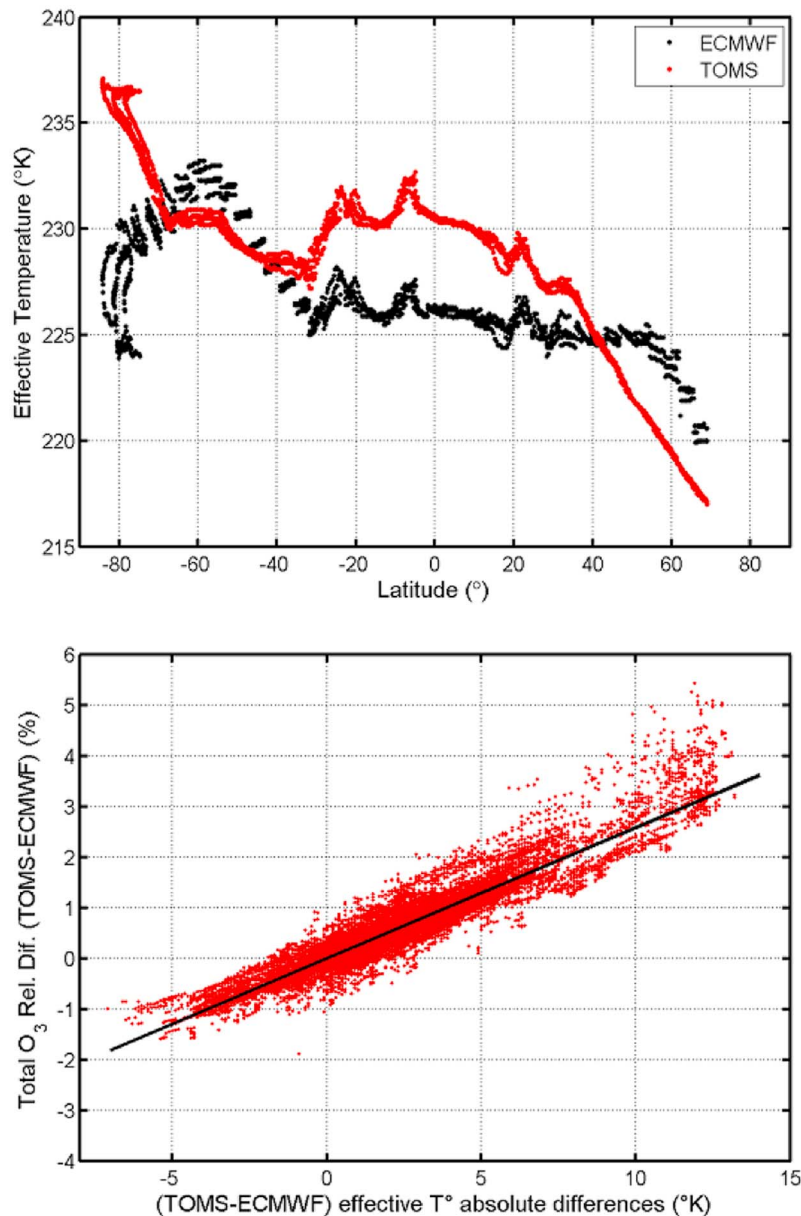 240
235
230
225
220
215
Effective Temperature (°K)
ECMWF
TOMS
-80 -60 -40 -20 0 20 40 60 80
Latitude (°)
6
5
4
3
2
1
0
-1
-2
-3
-4
Total O3 Rel. Dif. (TOMS-ECMWF) (%)
-5 0 5 10 15
(TOMS-ECMWF) effective T° absolute differences (°K)